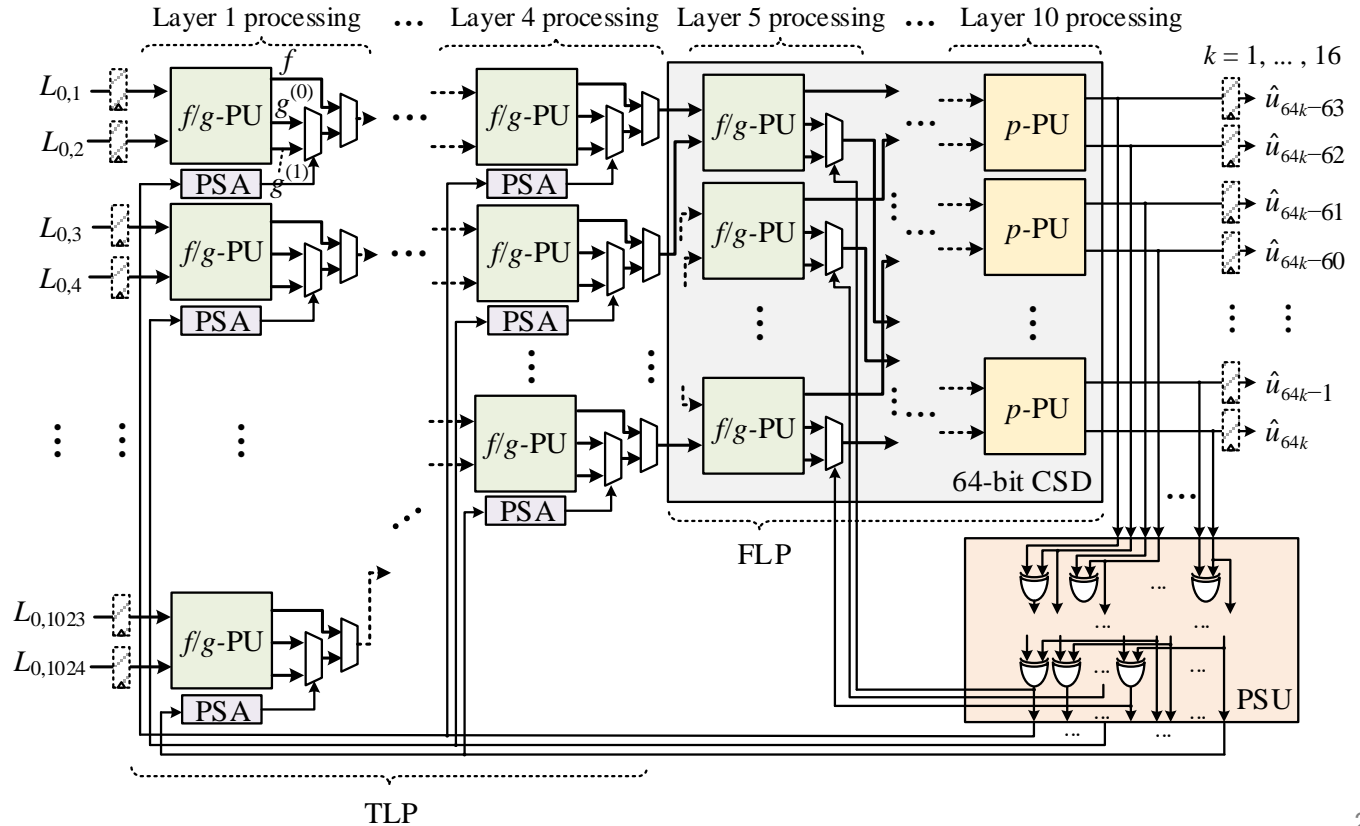 Layer 1 processing ... Layer 4 processing Layer 5 processing ... Layer 10 processing
k = 1, ... , 16
L0,1
L0,2
f
g(0)
g(1)
f/g-PU
PSA
f/g-PU
PSA
f/g-PU
p-PU
û64k−63
û64k−62
L0,3
L0,4
f/g-PU
PSA
f/g-PU
PSA
f/g-PU
p-PU
û64k−61
û64k−60
f/g-PU
PSA
f/g-PU
p-PU
û64k−1
û64k
64-bit CSD
FLP
L0,1023
L0,1024
f/g-PU
PSA
PSU
TLP